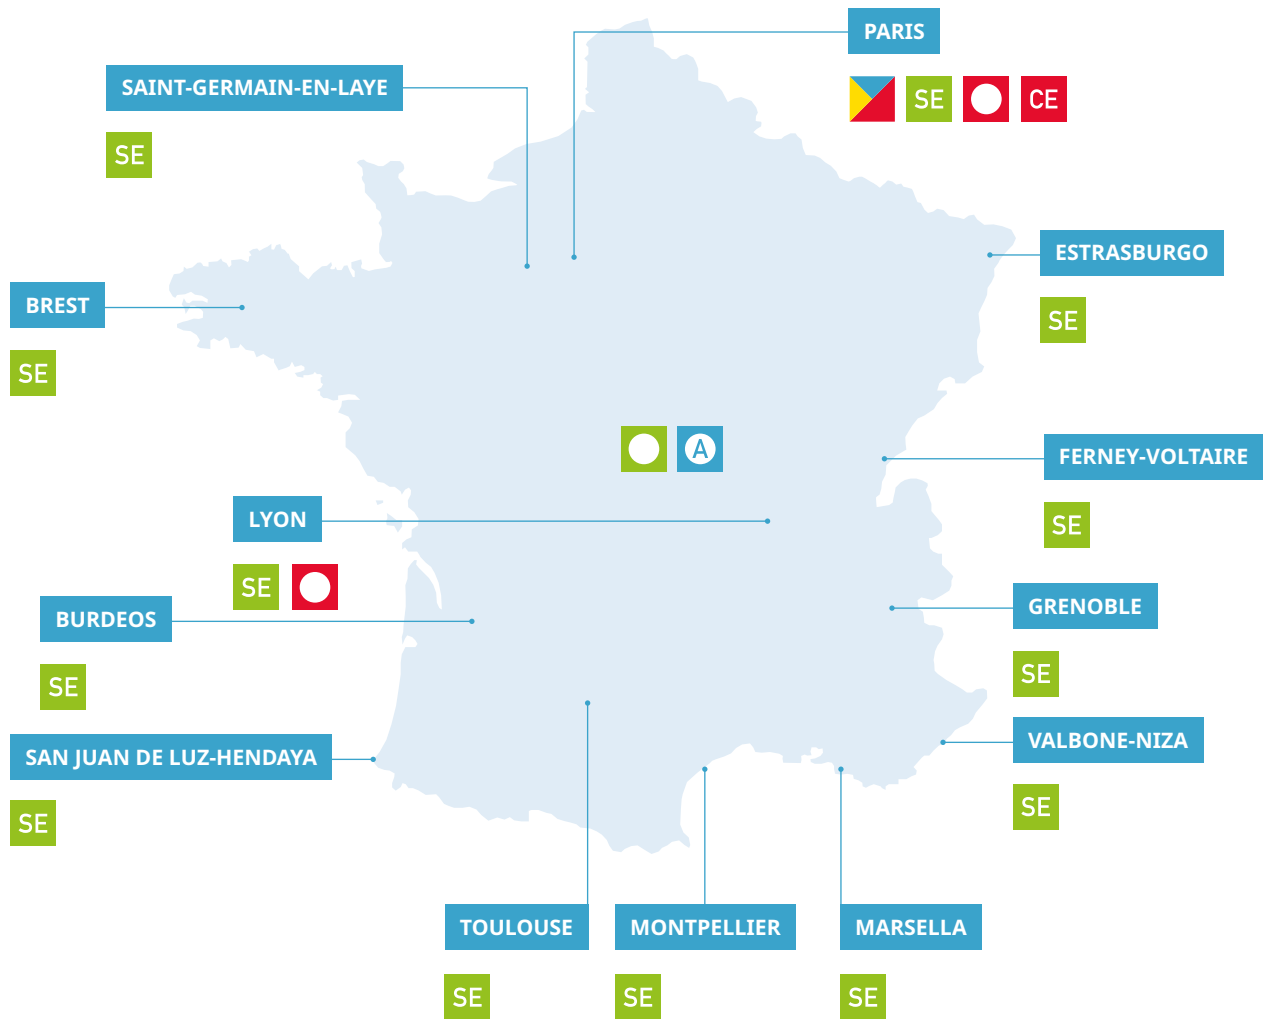 PARIS
SE
CE
SAINT-GERMAIN-EN-LAYE
SE
ESTRASBURGO
SE
BREST
SE
A
FERNEY-VOLTAIRE
SE
LYON
SE
BURDEOS
SE
GRENOBLE
SE
SAN JUAN DE LUZ-HENDAYA
SE
VALBONE-NIZA
SE
TOULOUSE
SE
MONTPELLIER
SE
MARSELLA
SE